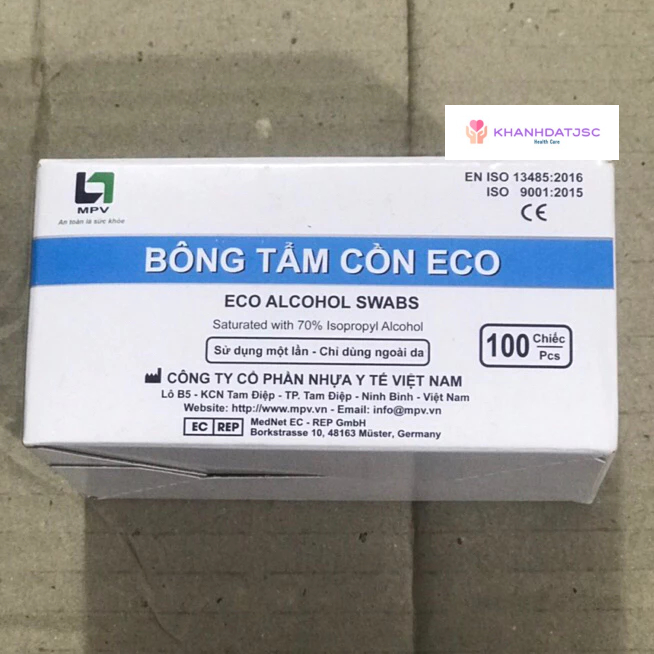 KHANHDATJSC
Health Care
MPV
An toàn là sức khỏe
EN ISO 13485:2016
ISO 9001:2015
CE
BÔNG TẨM CỒN ECO
ECO ALCOHOL SWABS
Saturated with 70% Isopropyl Alcohol
Sử dụng một lần - Chỉ dùng ngoài da
100 Chiếc
Pcs
CÔNG TY CỔ PHẦN NHỰA Y TẾ VIỆT NAM
Lô B5 - KCN Tam Điệp - TP. Tam Điệp - Ninh Bình - Việt Nam
Website: http://www.mpv.vn - Email: info@mpv.vn
EC REP
MedNet EC - REP GmbH
Borkstrasse 10, 48163 Müster, Germany